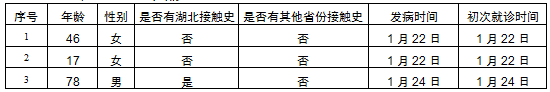 序号 年龄 性别 是否有湖北接触史 是否有其他省份接触史 发病时间 初次就诊时间
1 46 女 否 否 1月22日 1月22日
2 17 女 否 否 1月22日 1月22日
3 78 男 是 否 1月24日 1月24日